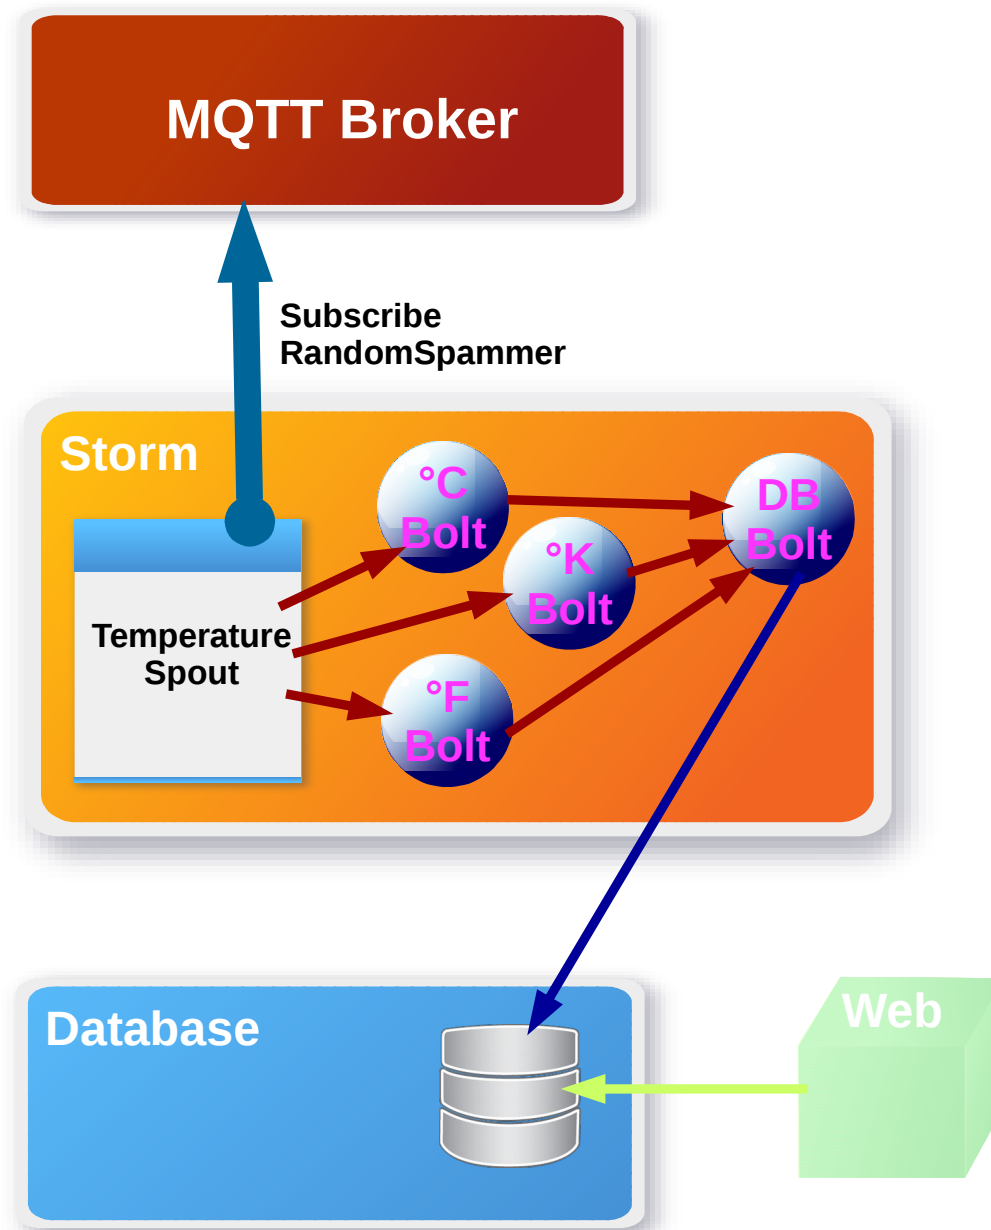 MQTT Broker
Subscribe
RandomSpammer
Storm
°C
Bolt
DB
Bolt
°K
Bolt
Temperature
Spout
°F
Bolt
Database
Web